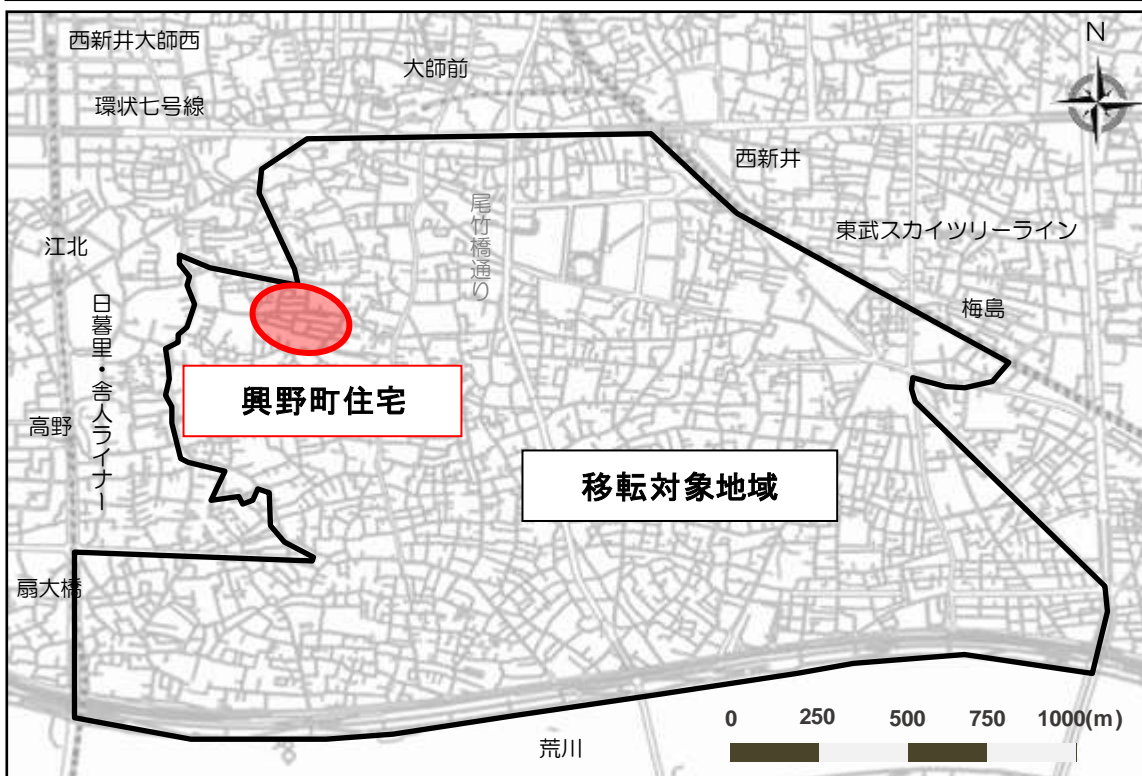 西新井大師西
大師前
N
環状七号線
西新井
尾竹橋通り
東武スカイツリーライン
江北
日暮里・舎人ライナー
梅島
興野町住宅
高野
移転対象地域
扇大橋
0 250 500 750 1000(m)
荒川